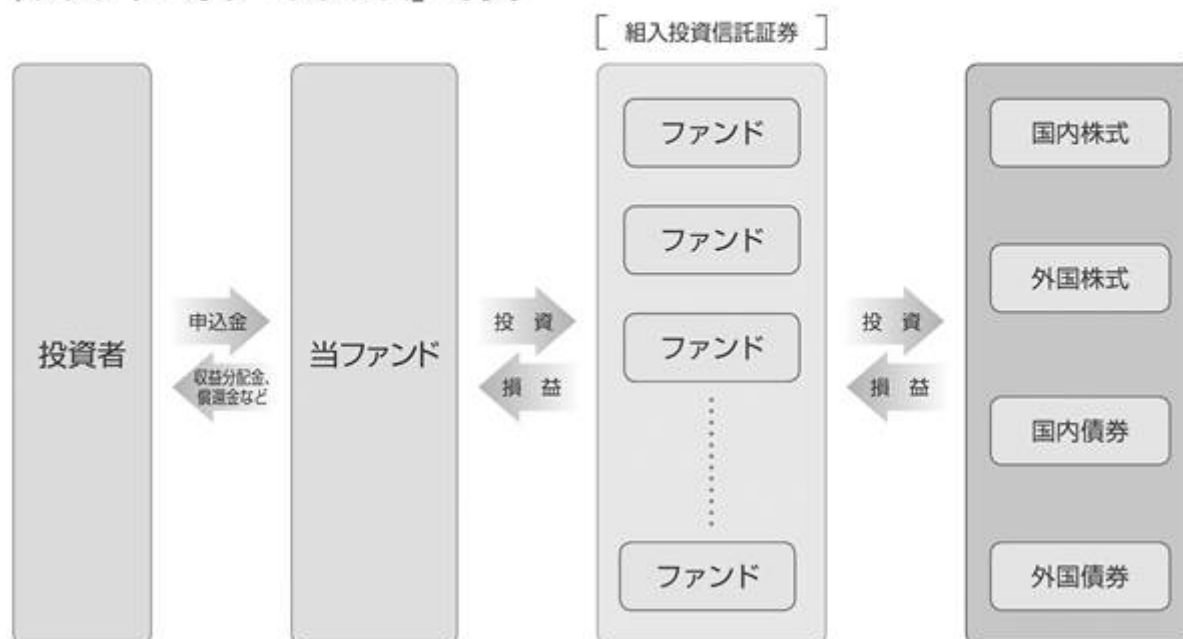 組入投資信託証券
投資者
申込金
収益分配金、
償還金など
当ファンド
投 資
損 益
ファンド
ファンド
ファンド
ファンド
投 資
損 益
国内株式
外国株式
国内債券
外国債券